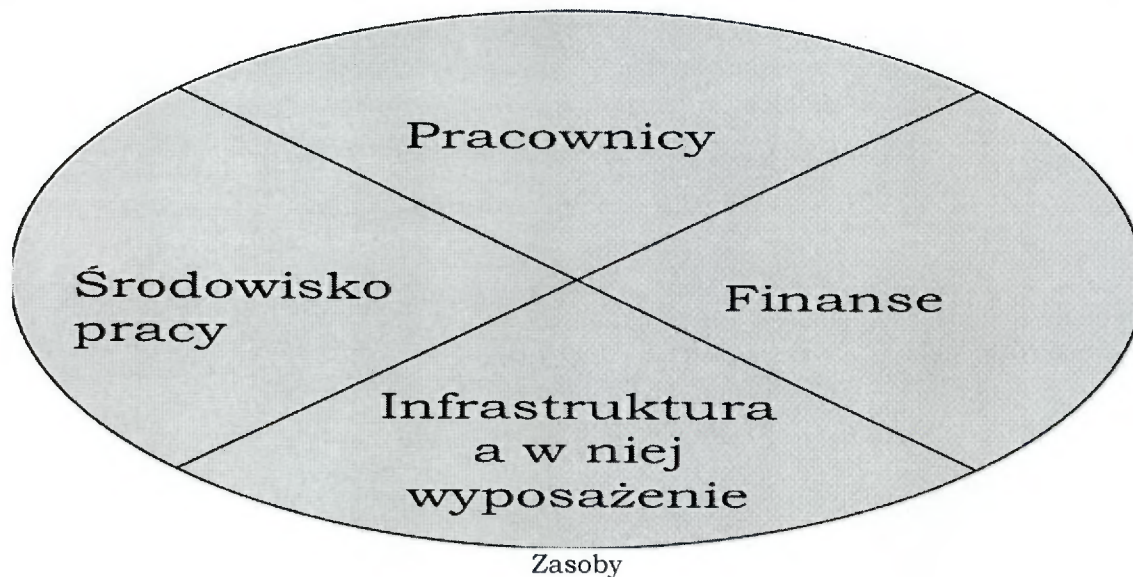 Pracownicy
Środowisko
pracy
Finanse
Infrastruktura
a w niej
wyposażenie
Zasoby